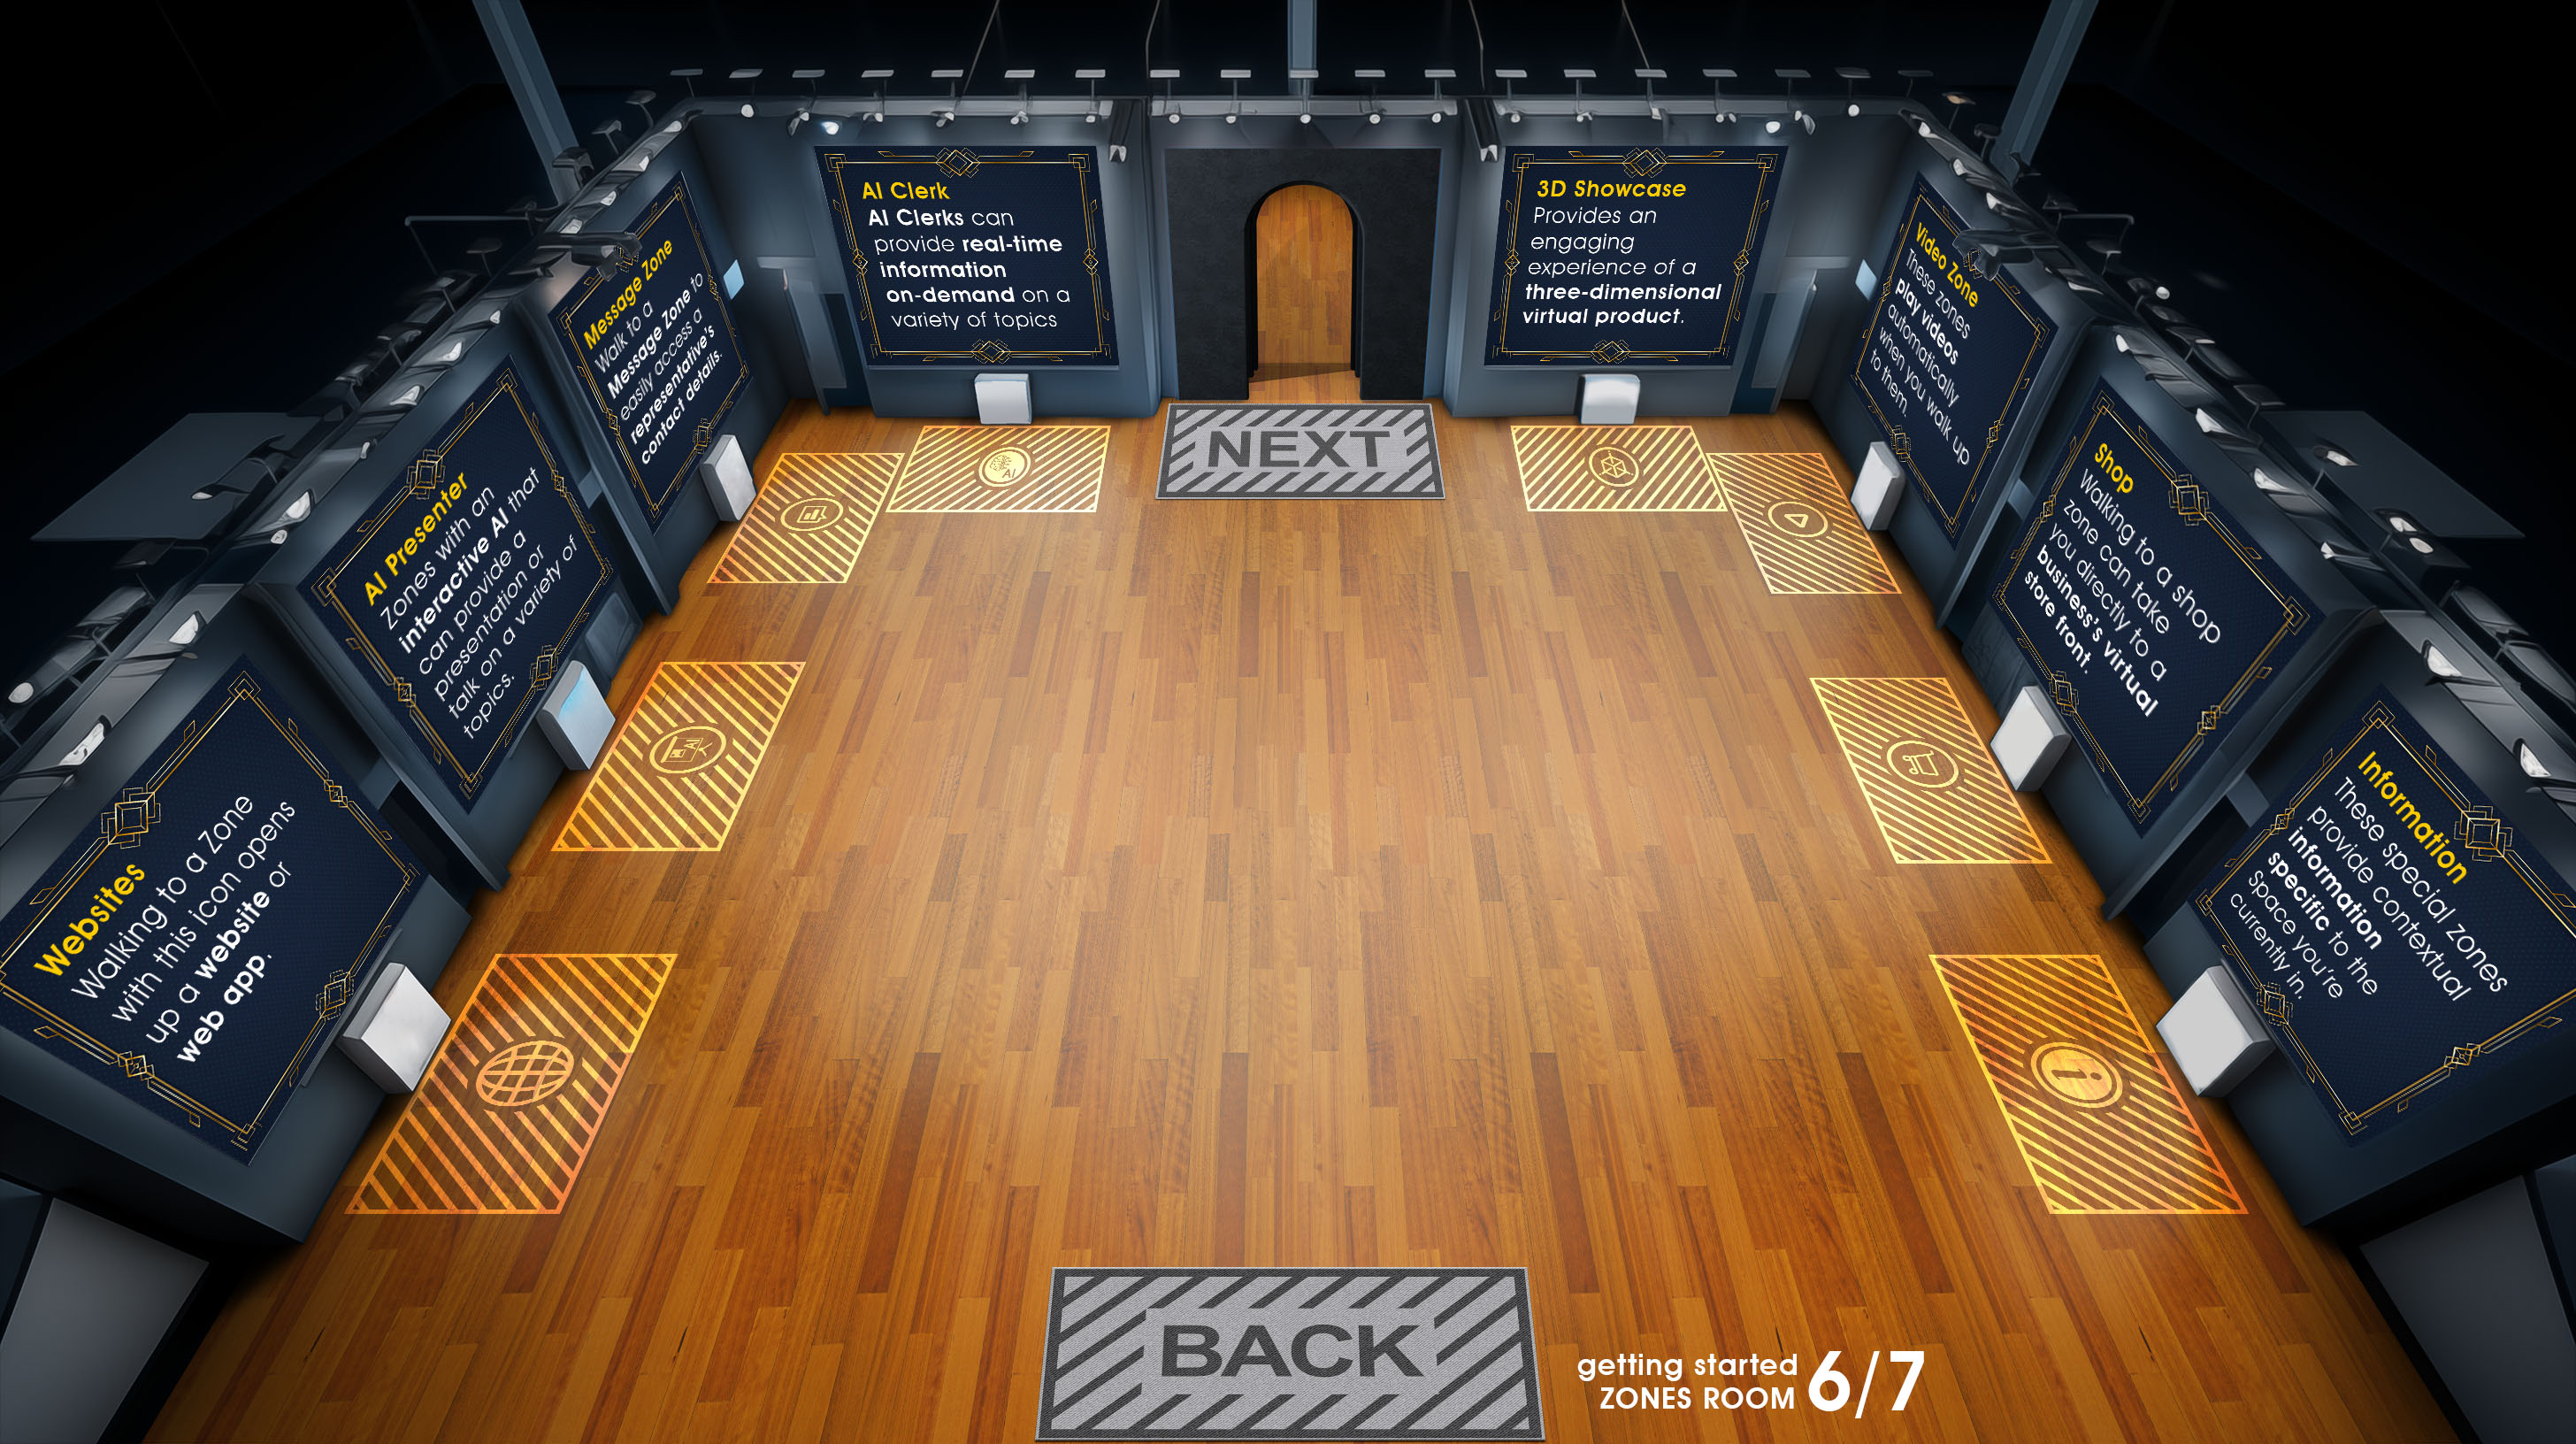 AI Clerk
AI Clerks can
provide real-time
information
on-demand on a
variety of topics
3D Showcase
Provides an
engaging
experience of a
three-dimensional
virtual product.
Message Zone
Walk to a
Message Zone to
easily access a
representative's
contact details.
Video Zone
These zones
play videos
automatically
when you walk up
to them.
AI Presenter
Zones with an
interactive AI that
can provide a
presentation or
talk on a variety of
topics.
Shop
Walking to a shop
zone can take
you directly to a
business's virtual
store front.
Websites
Walking to a Zone
with this icon opens
up a website or
web app.
Information
These special zones
provide contextual
information
specific to the
Space you're
currently in.
NEXT
AI
AI
i
BACK
getting started
ZONES ROOM 6/7